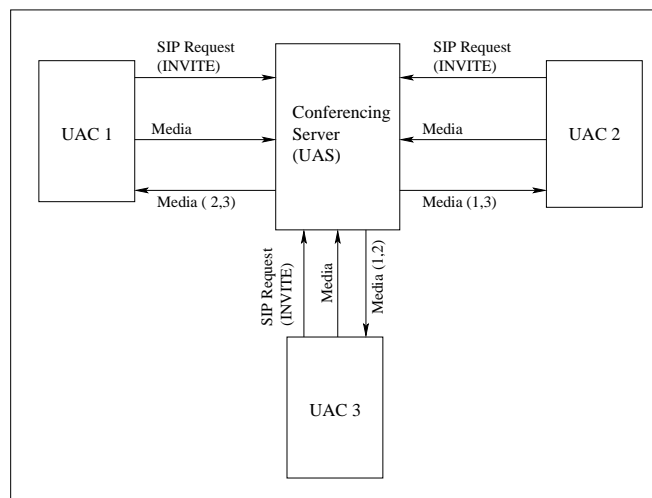 SIP Request
(INVITE)
SIP Request
(INVITE)
UAC 1
Media
Conferencing
Server
(UAS)
Media
UAC 2
Media ( 2,3)
Media (1,3)
SIP Request
(INVITE)
Media
Media (1,2)
UAC 3